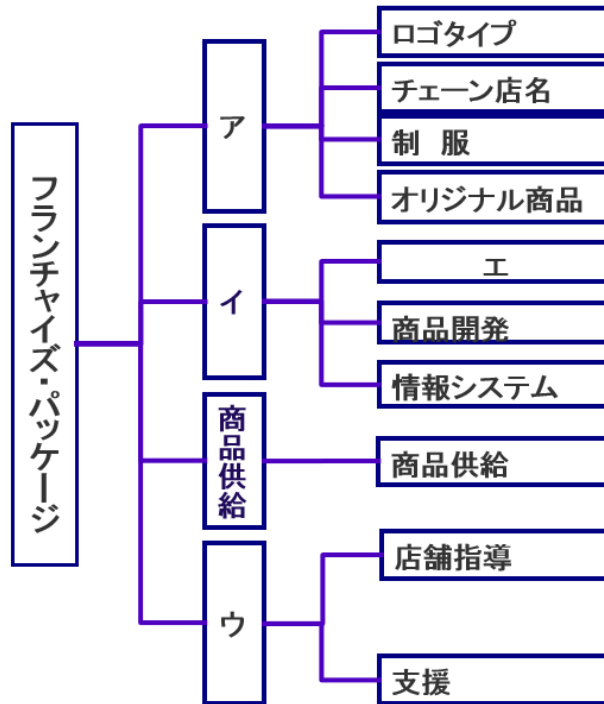 フランチャイズ・パッケージ
ア
ロゴタイプ
チェーン店名
制 服
オリジナル商品
イ
エ
商品開発
情報システム
商品供給
商品供給
ウ
店舗指導
支援